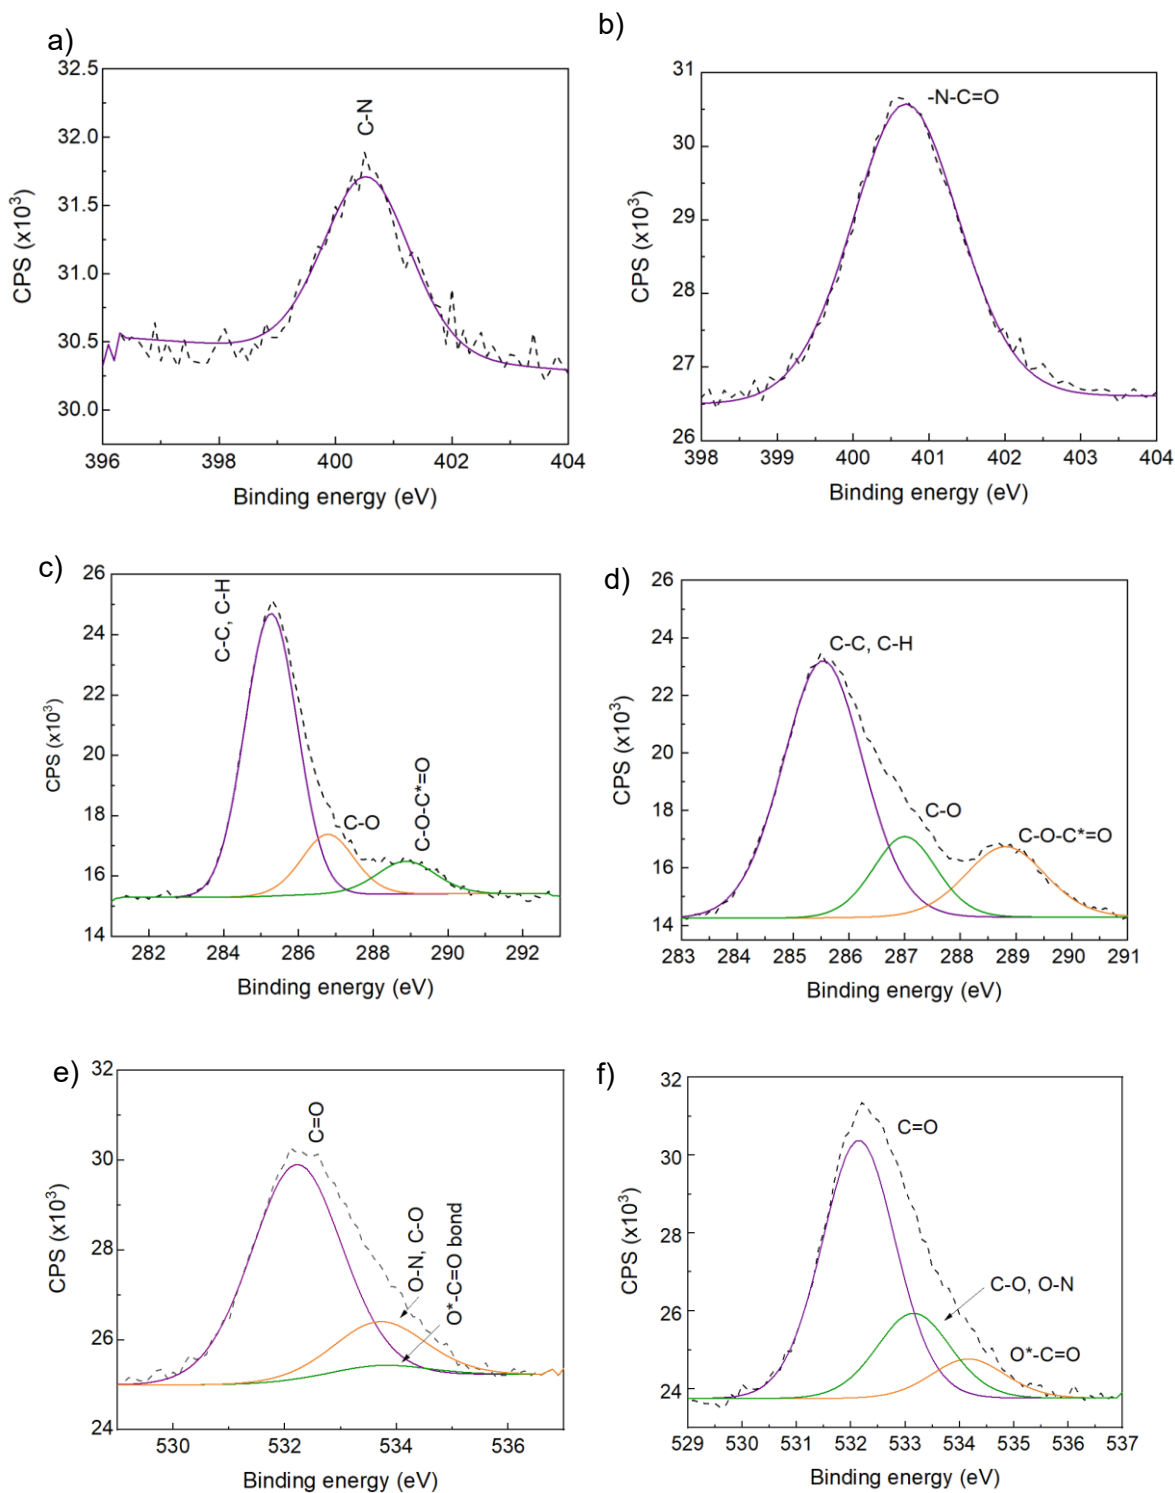 a)
32.5
32.0
31.5
31.0
30.5
30.0
CPS (x10³)
C-N
396 398 400 402 404
Binding energy (eV)
b)
31
30
29
28
27
26
CPS (x10³)
-N-C=O
398 399 400 401 402 403 404
Binding energy (eV)
c)
26
24
22
20
18
16
14
CPS (x10³)
C-C, C-H
C-O
C-O-C*=O
282 284 286 288 290 292
Binding energy (eV)
d)
26
24
22
20
18
16
14
CPS (x10³)
C-C, C-H
C-O
C-O-C*=O
283 284 285 286 287 288 289 290 291
Binding energy (eV)
e)
32
30
28
26
24
CPS (x10³)
C=O
O-N, C-O
O*-C=O bond
530 532 534 536
Binding energy (eV)
f)
32
30
28
26
24
CPS (x10³)
C=O
C-O, O-N
O*-C=O
529 530 531 532 533 534 535 536 537
Binding energy (eV)